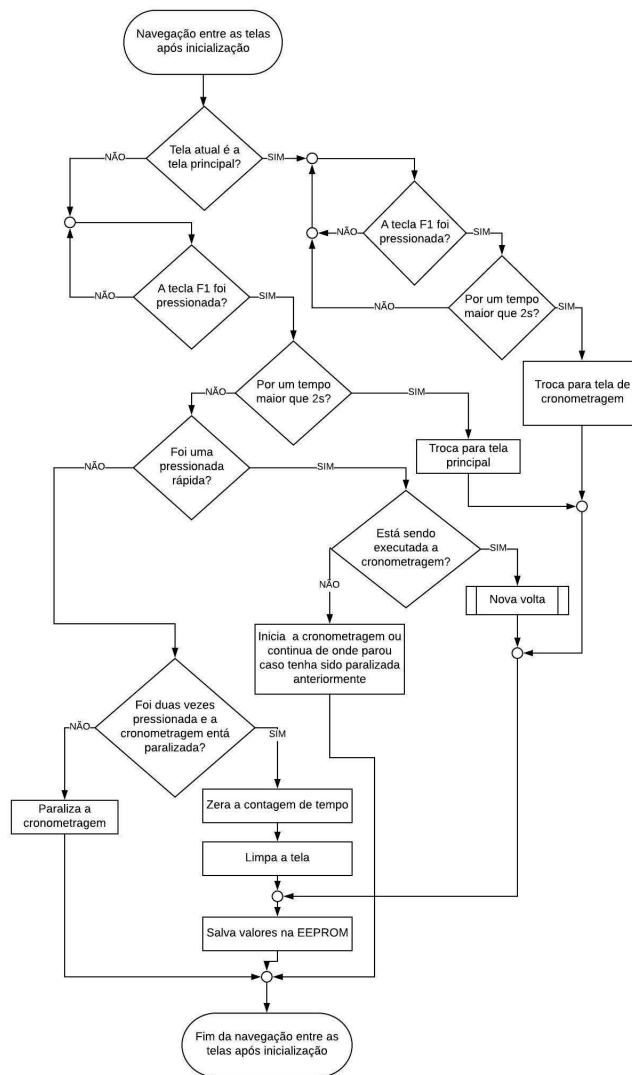 Navegação entre as telas
após inicialização
Tela atual é a
tela principal?
NÃO
SIM
A tecla F1 foi
pressionada?
NÃO
SIM
A tecla F1 foi
pressionada?
NÃO
SIM
Por um tempo
maior que 2s?
NÃO
SIM
Troca para tela de
cronometragem
Por um tempo
maior que 2s?
NÃO
SIM
Troca para tela
principal
Foi uma
pressionada
rápida?
NÃO
SIM
Está sendo
executada a
cronometragem?
SIM
NÃO
Nova volta
Inicia a cronometragem ou
continua de onde parou
caso tenha sido paralizada
anteriormente
Foi duas vezes
pressionada e a
cronometragem entá
paralizada?
NÃO
SIM
Paraliza a
cronometragem
Zera a contagem de tempo
Limpa a tela
Salva valores na EEPROM
Fim da navegação entre as
telas após inicialização